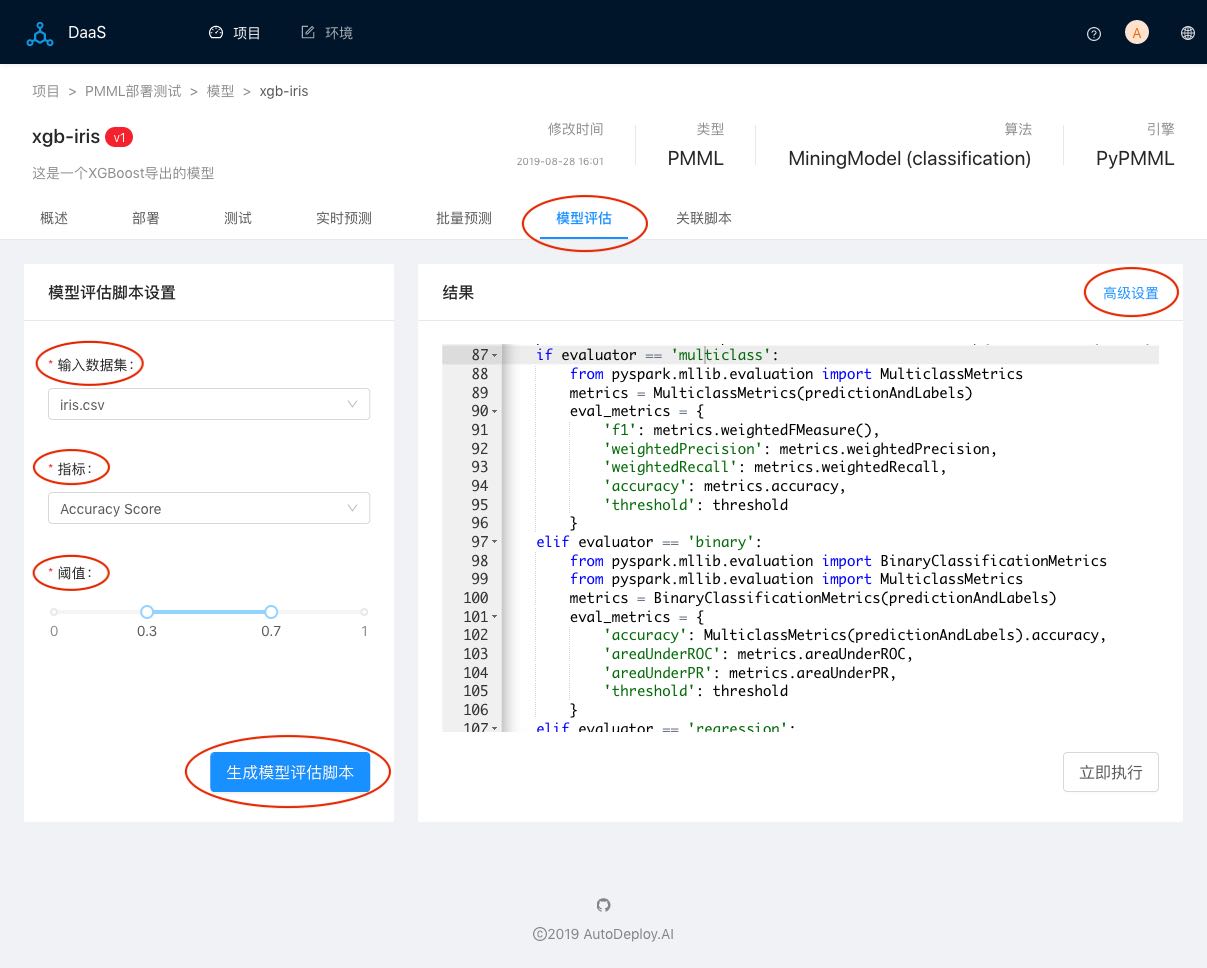 DaaS 项目 环境 A
项目 > PMML部署测试 > 模型 > xgb-iris
xgb-iris v1
这是一个XGBoost导出的模型
修改时间 类型 算法 引擎
2019-08-28 16:01 PMML MiningModel (classification) PyPMML
概述 部署 测试 实时预测 批量预测 模型评估 关联脚本
模型评估脚本设置
* 输入数据集:
iris.csv
* 指标:
Accuracy Score
* 阈值:
0 0.3 0.7 1
生成模型评估脚本
结果 高级设置
87 if evaluator == 'multiclass':
88 from pyspark.mllib.evaluation import MulticlassMetrics
89 metrics = MulticlassMetrics(predictionAndLabels)
90 eval_metrics = {
91 'f1': metrics.weightedFMeasure(),
92 'weightedPrecision': metrics.weightedPrecision,
93 'weightedRecall': metrics.weightedRecall,
94 'accuracy': metrics.accuracy,
95 'threshold': threshold
96 }
97 elif evaluator == 'binary':
98 from pyspark.mllib.evaluation import BinaryClassificationMetrics
99 from pyspark.mllib.evaluation import MulticlassMetrics
100 metrics = BinaryClassificationMetrics(predictionAndLabels)
101 eval_metrics = {
102 'accuracy': MulticlassMetrics(predictionAndLabels).accuracy,
103 'areaUnderROC': metrics.areaUnderROC,
104 'areaUnderPR': metrics.areaUnderPR,
105 'threshold': threshold
106 }
107 elif evaluator == 'regression':
立即执行
©2019 AutoDeploy.AI